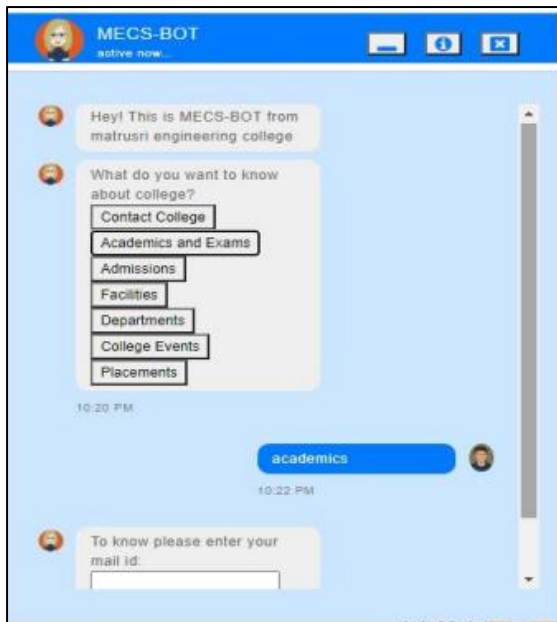 MECS-BOT
active now...
Hey! This is MECS-BOT from
matrusri engineering college
What do you want to know
about college?
Contact College
Academics and Exams
Admissions
Facilities
Departments
College Events
Placements
10:20 PM
academics
10:22 PM
To know please enter your
mail id: